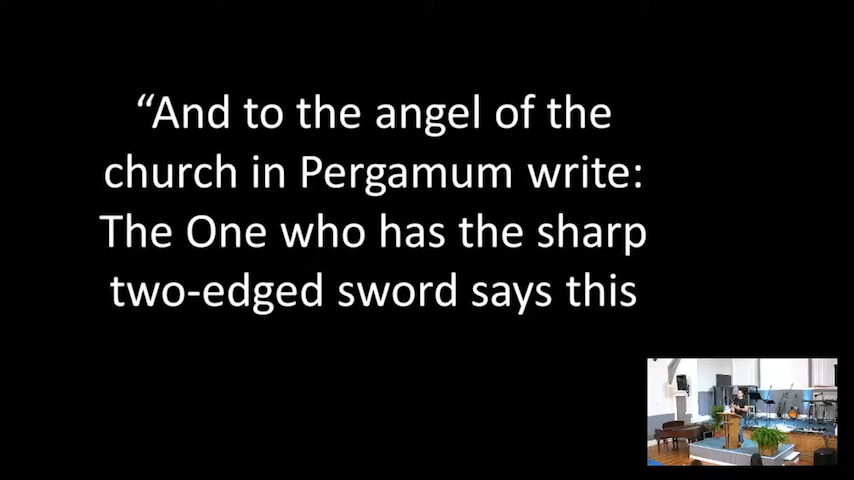 “And to the angel of the
church in Pergamum write:
The One who has the sharp
two-edged sword says this